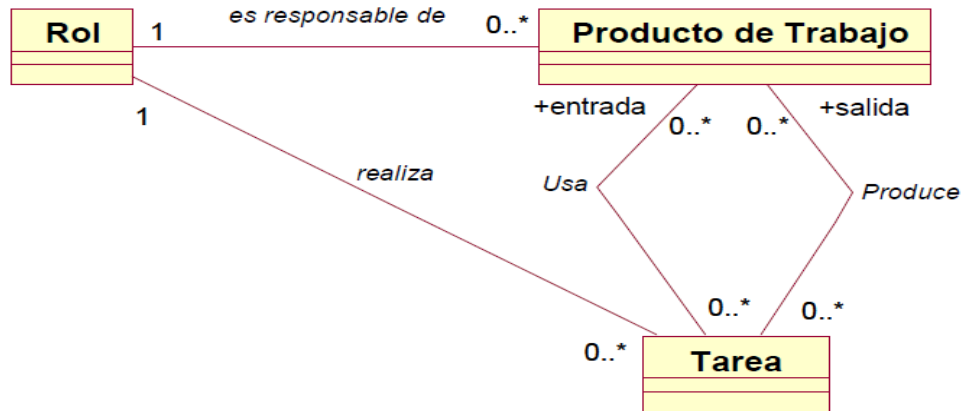 es responsable de
Rol
1
0..*
Producto de Trabajo
1
+entrada
+salida
0..*
0..*
realiza
Usa
Produce
0..*
0..*
0..*
Tarea